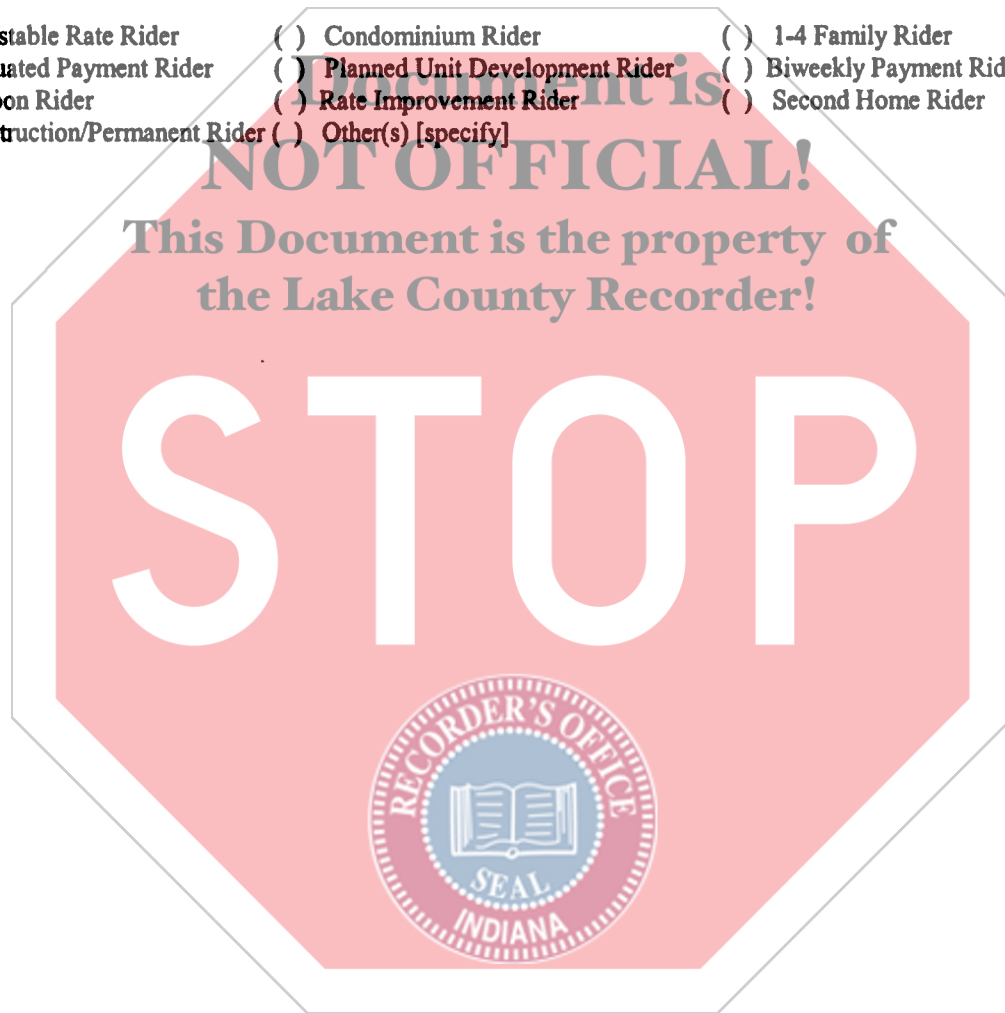 stable Rate Rider ( ) Condominium Rider ( ) 1-4 Family Rider
uated Payment Rider ( ) Planned Unit Development Rider ( ) Biweekly Payment Rid
oon Rider ( ) Rate Improvement Rider ( ) Second Home Rider
truction/Permanent Rider ( ) Other(s) [specify]
Document is
NOT OFFICIAL!
This Document is the property of
the Lake County Recorder!
STOP
RECORDER'S OFFICE
SEAL
INDIANA